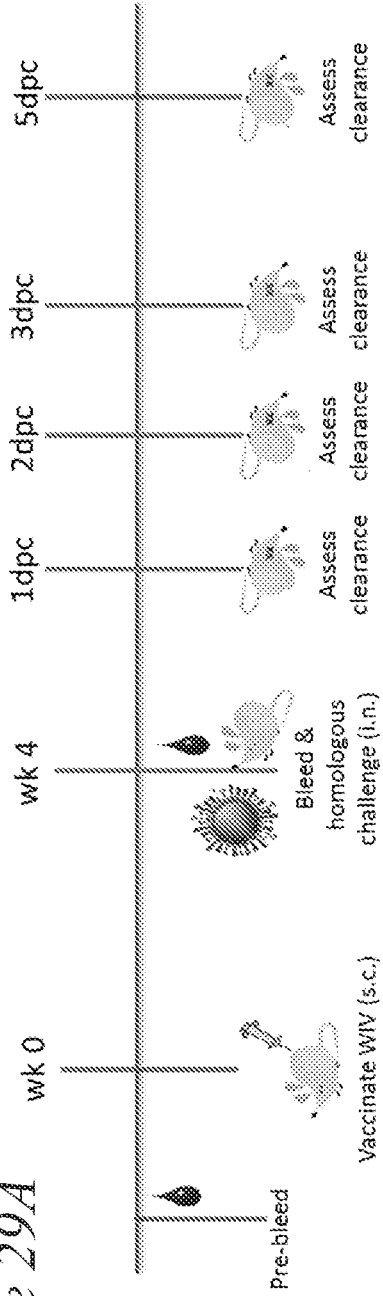 29A
wk 0
wk 4
1dpc
2dpc
3dpc
5dpc
Pre-bleed
Vaccinate WIV (s.c.)
Bleed &
homologous
challenge (i.n.)
Assess
clearance
Assess
clearance
Assess
clearance
Assess
clearance